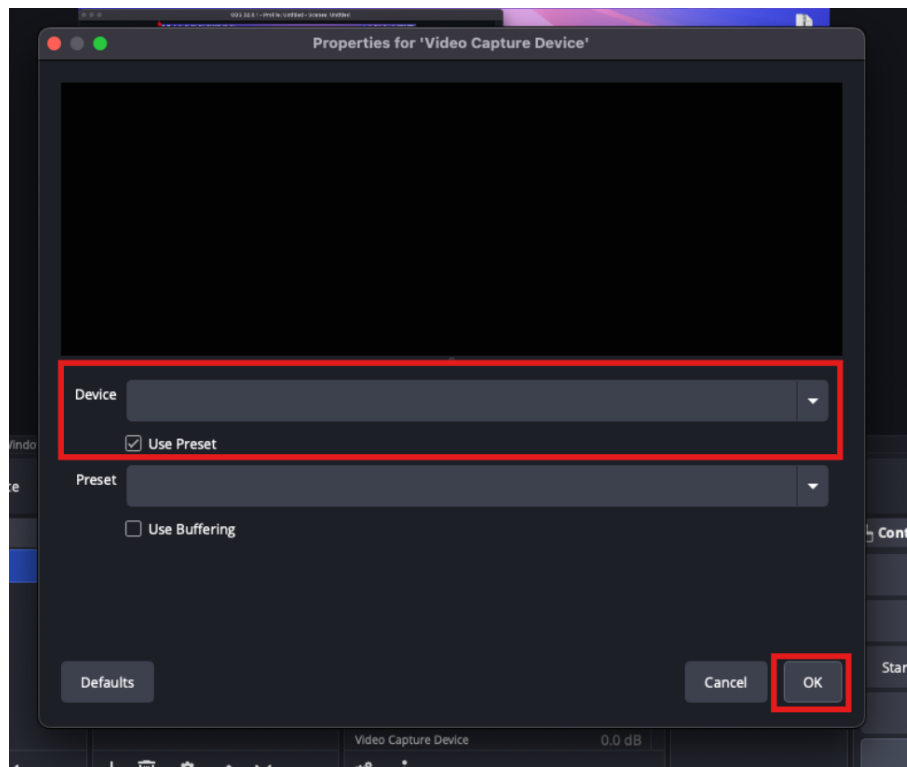 Properties for 'Video Capture Device'
Device
Use Preset
Preset
Use Buffering
Cont
Star
Defaults
Cancel
OK
Video Capture Device
0.0 dB